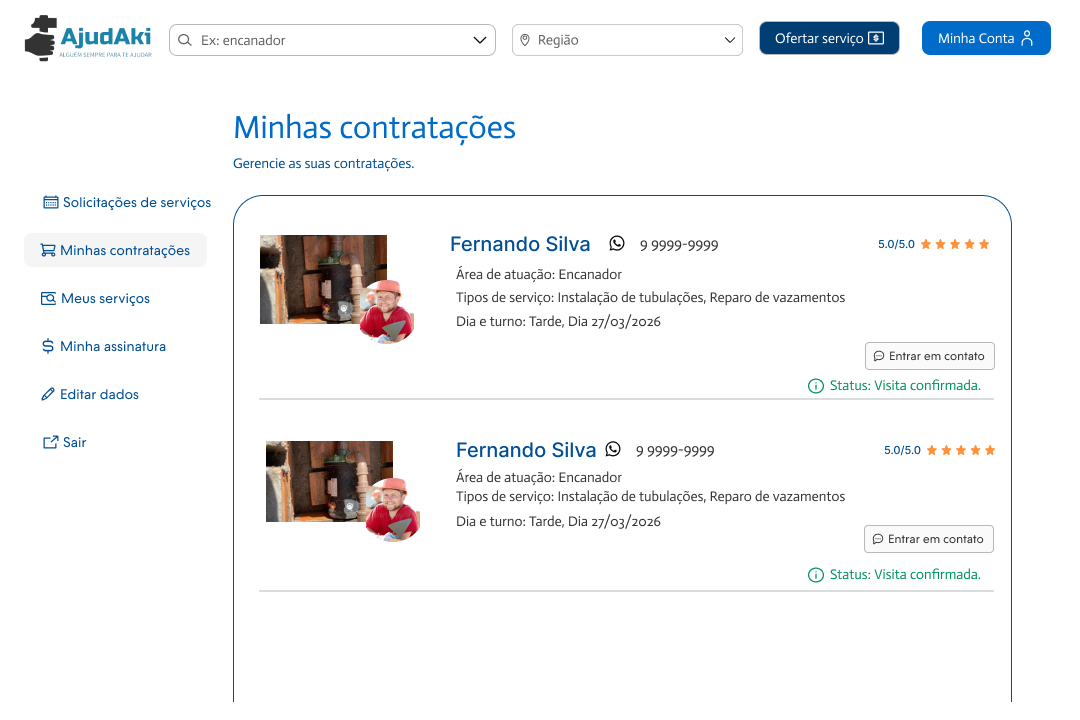 AjudAki
ALGUÉM SEMPRE PARA TE AJUDAR
Ex: encanador
Região
Ofertar serviço
Minha Conta
Minhas contratações
Gerencie as suas contratações.
Solicitações de serviços
Minhas contratações
Meus serviços
Minha assinatura
Editar dados
Sair
Fernando Silva 9 9999-9999 5.0/5.0
Área de atuação: Encanador
Tipos de serviço: Instalação de tubulações, Reparo de vazamentos
Dia e turno: Tarde, Dia 27/03/2026
Entrar em contato
Status: Visita confirmada.
Fernando Silva 9 9999-9999 5.0/5.0
Área de atuação: Encanador
Tipos de serviço: Instalação de tubulações, Reparo de vazamentos
Dia e turno: Tarde, Dia 27/03/2026
Entrar em contato
Status: Visita confirmada.